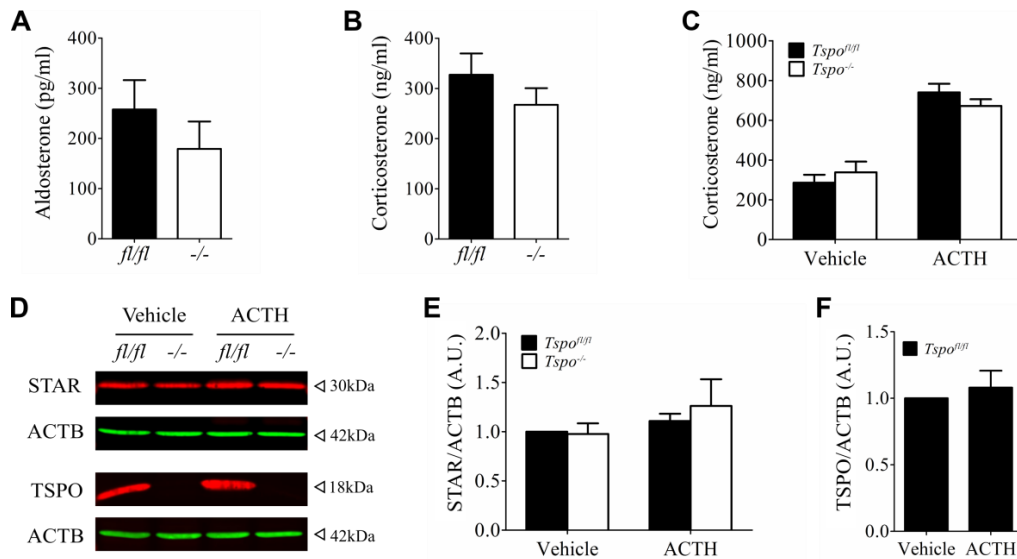 A
Aldosterone (pg/ml)
400
300
200
100
0
fl/fl -/-
B
Corticosterone (ng/ml)
400
300
200
100
0
fl/fl -/-
C
Corticosterone (ng/ml)
1000
800
600
400
200
0
Tspofl/fl
Tspo-/-
Vehicle ACTH
D
Vehicle ACTH
fl/fl -/- fl/fl -/-
STAR 30kDa
ACTB 42kDa
TSPO 18kDa
ACTB 42kDa
E
STAR/ACTB (A.U.)
2.0
1.5
1.0
0.5
0.0
Tspofl/fl
Tspo-/-
Vehicle ACTH
F
TSPO/ACTB (A.U.)
1.5
1.0
0.5
0.0
Tspofl/fl
Vehicle ACTH